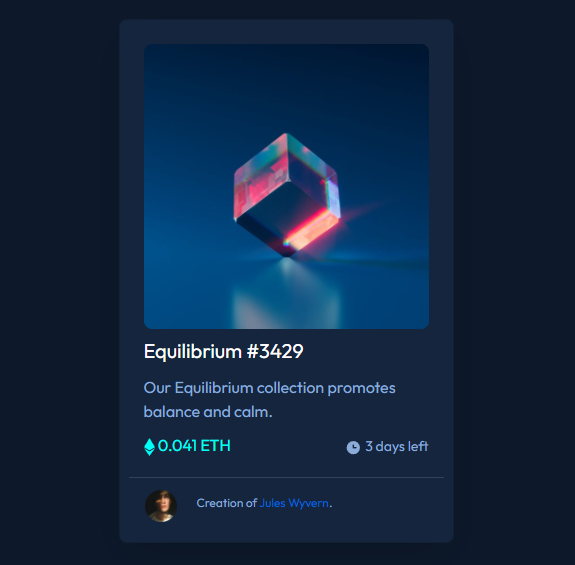 Equilibrium #3429
Our Equilibrium collection promotes
balance and calm.
0.041 ETH
3 days left
Creation of Jules Wyvern.